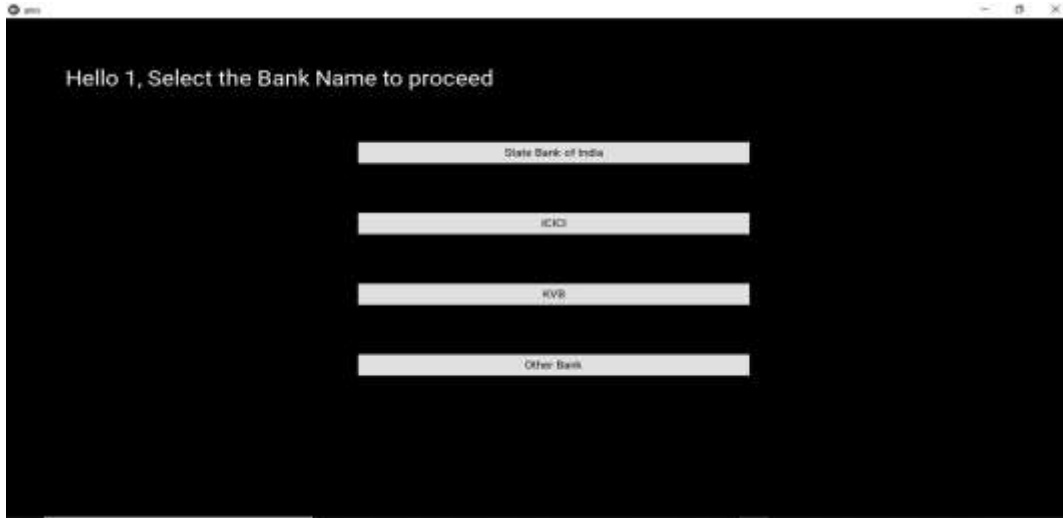 Hello 1, Select the Bank Name to proceed
State Bank of India
ICICI
KVB
Other Bank